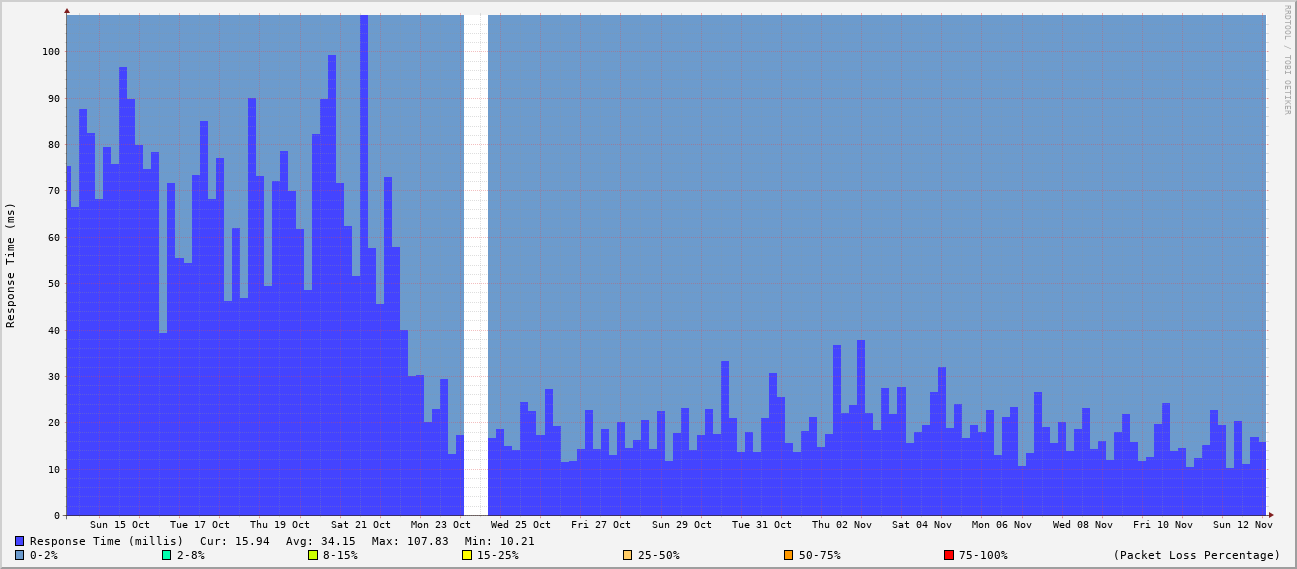 RRDTOOL / TOBI OETIKER
Response Time (ms)
100
90
80
70
60
50
40
30
20
10
0
Sun 15 Oct Tue 17 Oct Thu 19 Oct Sat 21 Oct Mon 23 Oct Wed 25 Oct Fri 27 Oct Sun 29 Oct Tue 31 Oct Thu 02 Nov Sat 04 Nov Mon 06 Nov Wed 08 Nov Fri 10 Nov Sun 12 Nov
Response Time (millis) Cur: 15.94 Avg: 34.15 Max: 107.83 Min: 10.21
0-2% 2-8% 8-15% 15-25% 25-50% 50-75% 75-100% (Packet Loss Percentage)